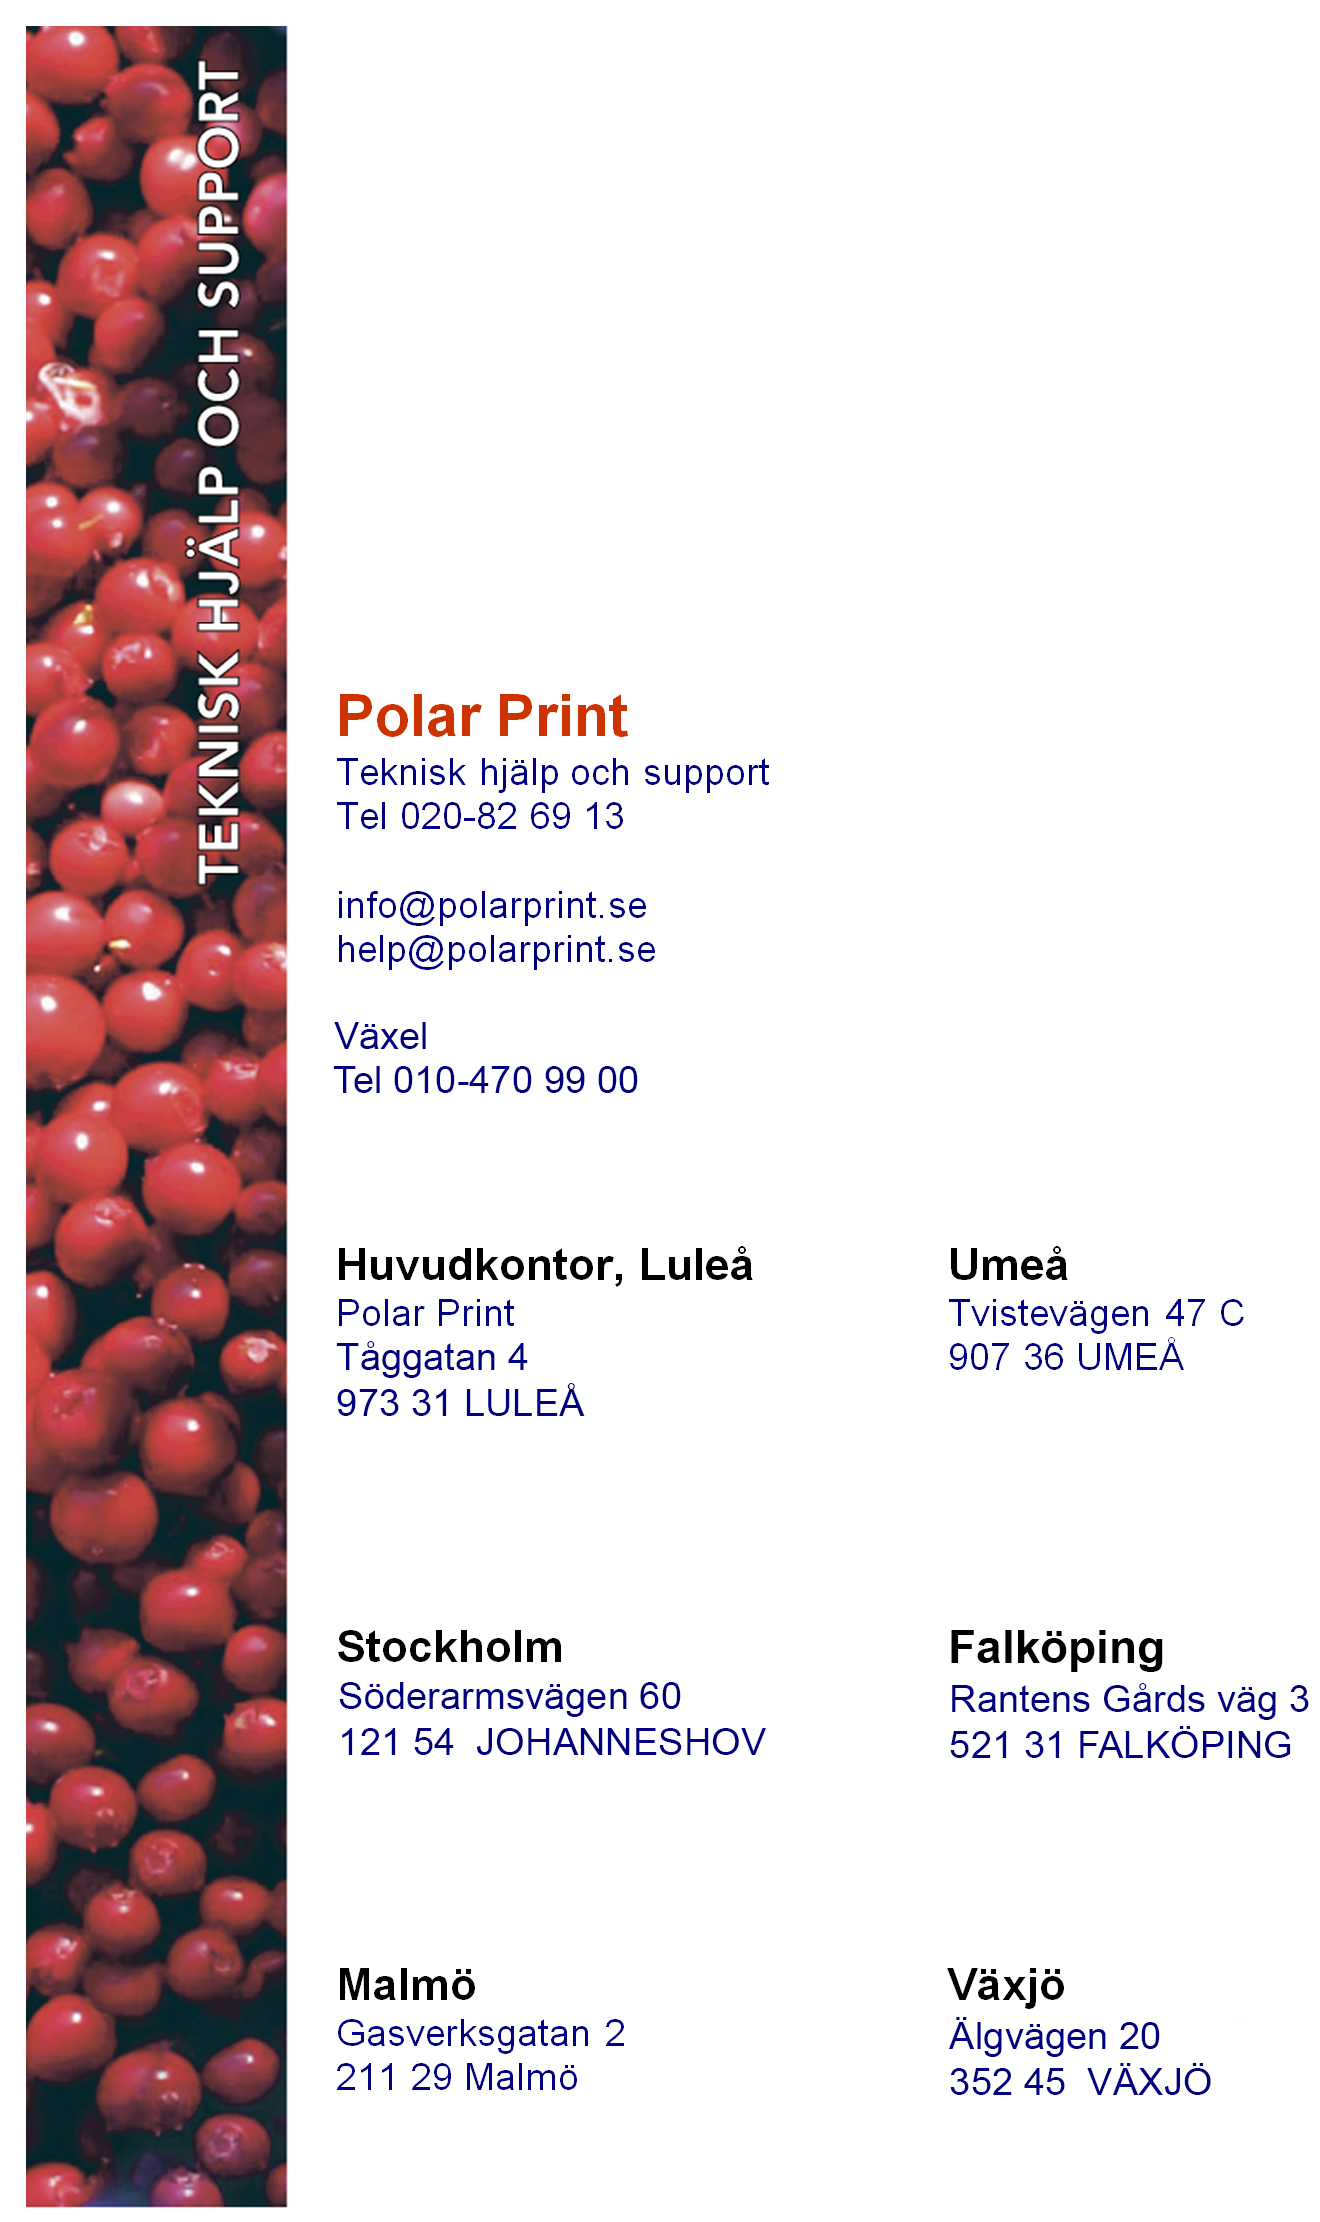 TEKNISK HJÄLP OCH SUPPORT
Polar Print
Teknisk hjälp och support
Tel 020-82 69 13
info@polarprint.se
help@polarprint.se
Växel
Tel 010-470 99 00
Huvudkontor, Luleå
Polar Print
Tåggatan 4
973 31 LULEÅ
Umeå
Tvistevägen 47 C
907 36 UMEÅ
Stockholm
Söderarmsvägen 60
121 54  JOHANNESHOV
Falköping
Rantens Gårds väg 3
521 31 FALKÖPING
Malmö
Gasverksgatan 2
211 29 Malmö
Växjö
Älgvägen 20
352 45  VÄXJÖ